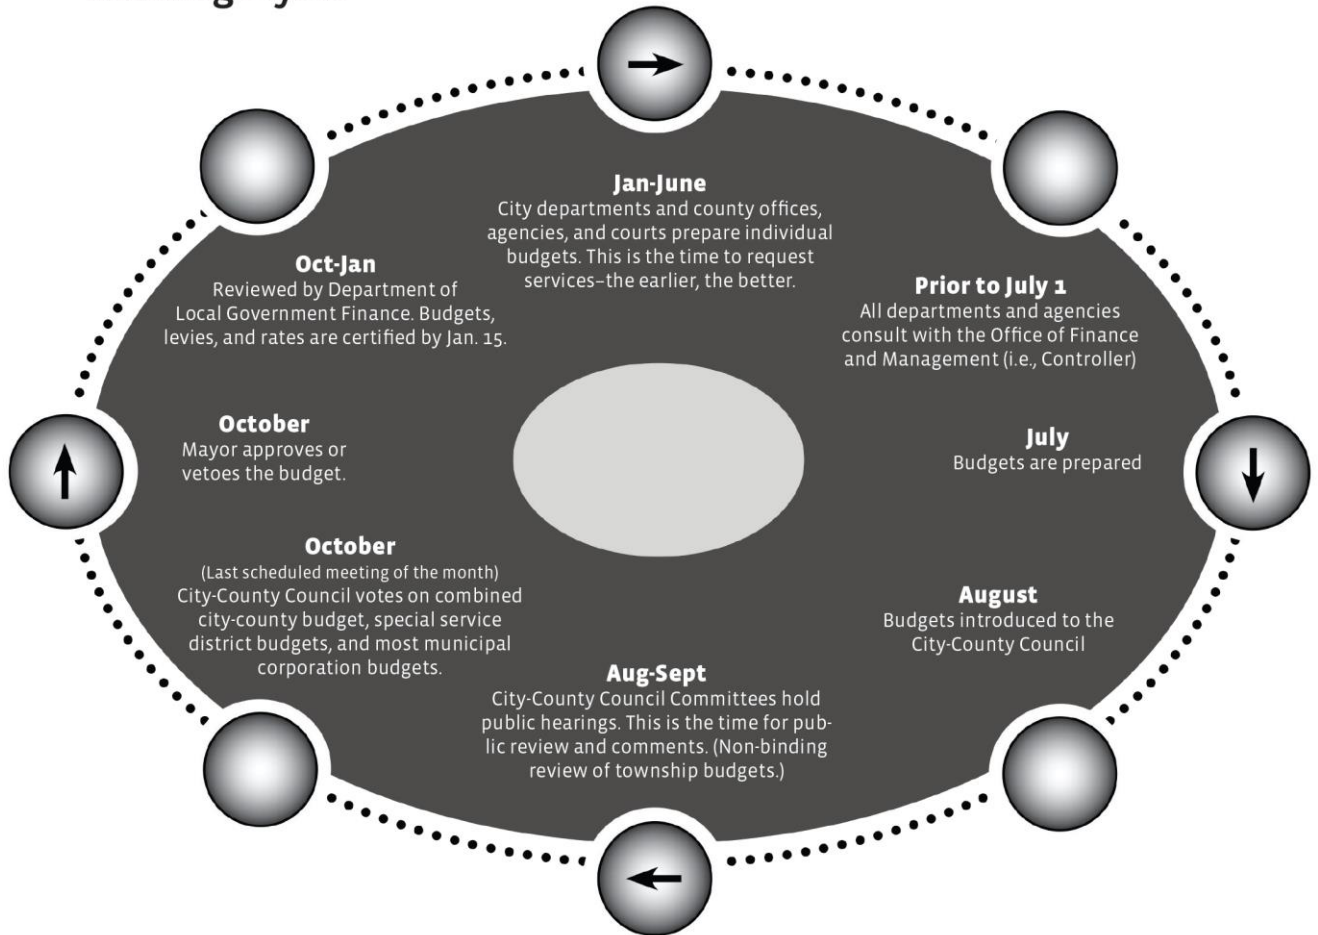 Jan-June
City departments and county offices,
agencies, and courts prepare individual
budgets. This is the time to request
services–the earlier, the better.
Prior to July 1
All departments and agencies
consult with the Office of Finance
and Management (i.e., Controller)
July
Budgets are prepared
August
Budgets introduced to the
City-County Council
Aug-Sept
City-County Council Committees hold
public hearings. This is the time for pub-
lic review and comments. (Non-binding
review of township budgets.)
October
(Last scheduled meeting of the month)
City-County Council votes on combined
city-county budget, special service
district budgets, and most municipal
corporation budgets.
October
Mayor approves or
vetoes the budget.
Oct-Jan
Reviewed by Department of
Local Government Finance. Budgets,
levies, and rates are certified by Jan. 15.